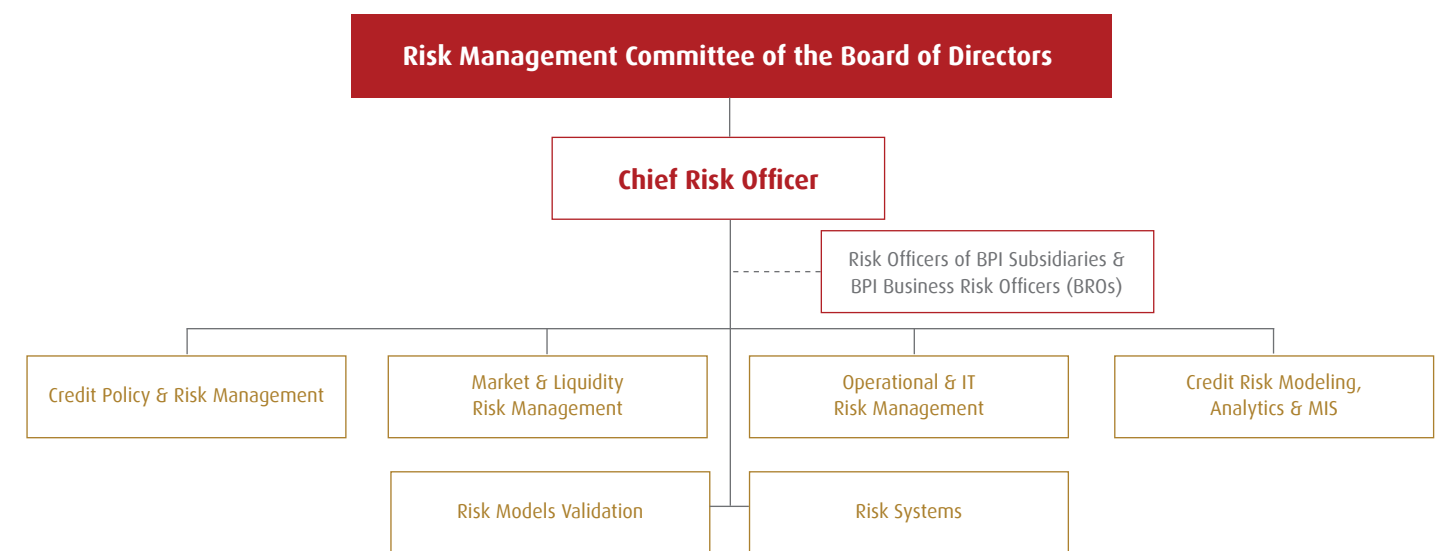 Risk Management Committee of the Board of Directors
Chief Risk Officer
Risk Officers of BPI Subsidiaries &
BPI Business Risk Officers (BROs)
Credit Policy & Risk Management
Market & Liquidity
Risk Management
Operational & IT
Risk Management
Credit Risk Modeling,
Analytics & MIS
Risk Models Validation
Risk Systems